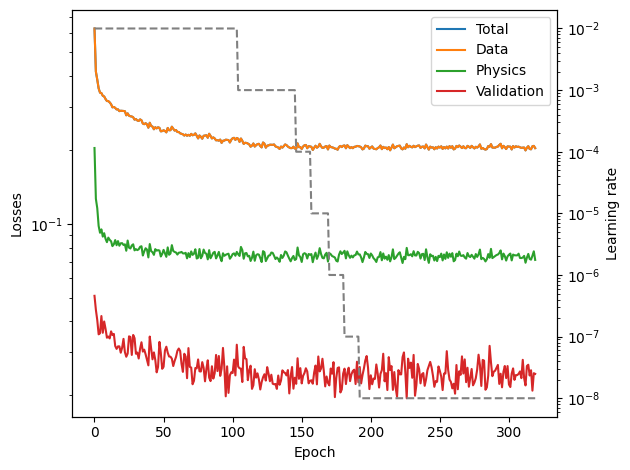 Total
Data
Physics
Validation
Losses
10⁻¹
10⁻²
10⁻³
10⁻⁴
10⁻⁵
10⁻⁶
10⁻⁷
10⁻⁸
Learning rate
0 50 100 150 200 250 300
Epoch